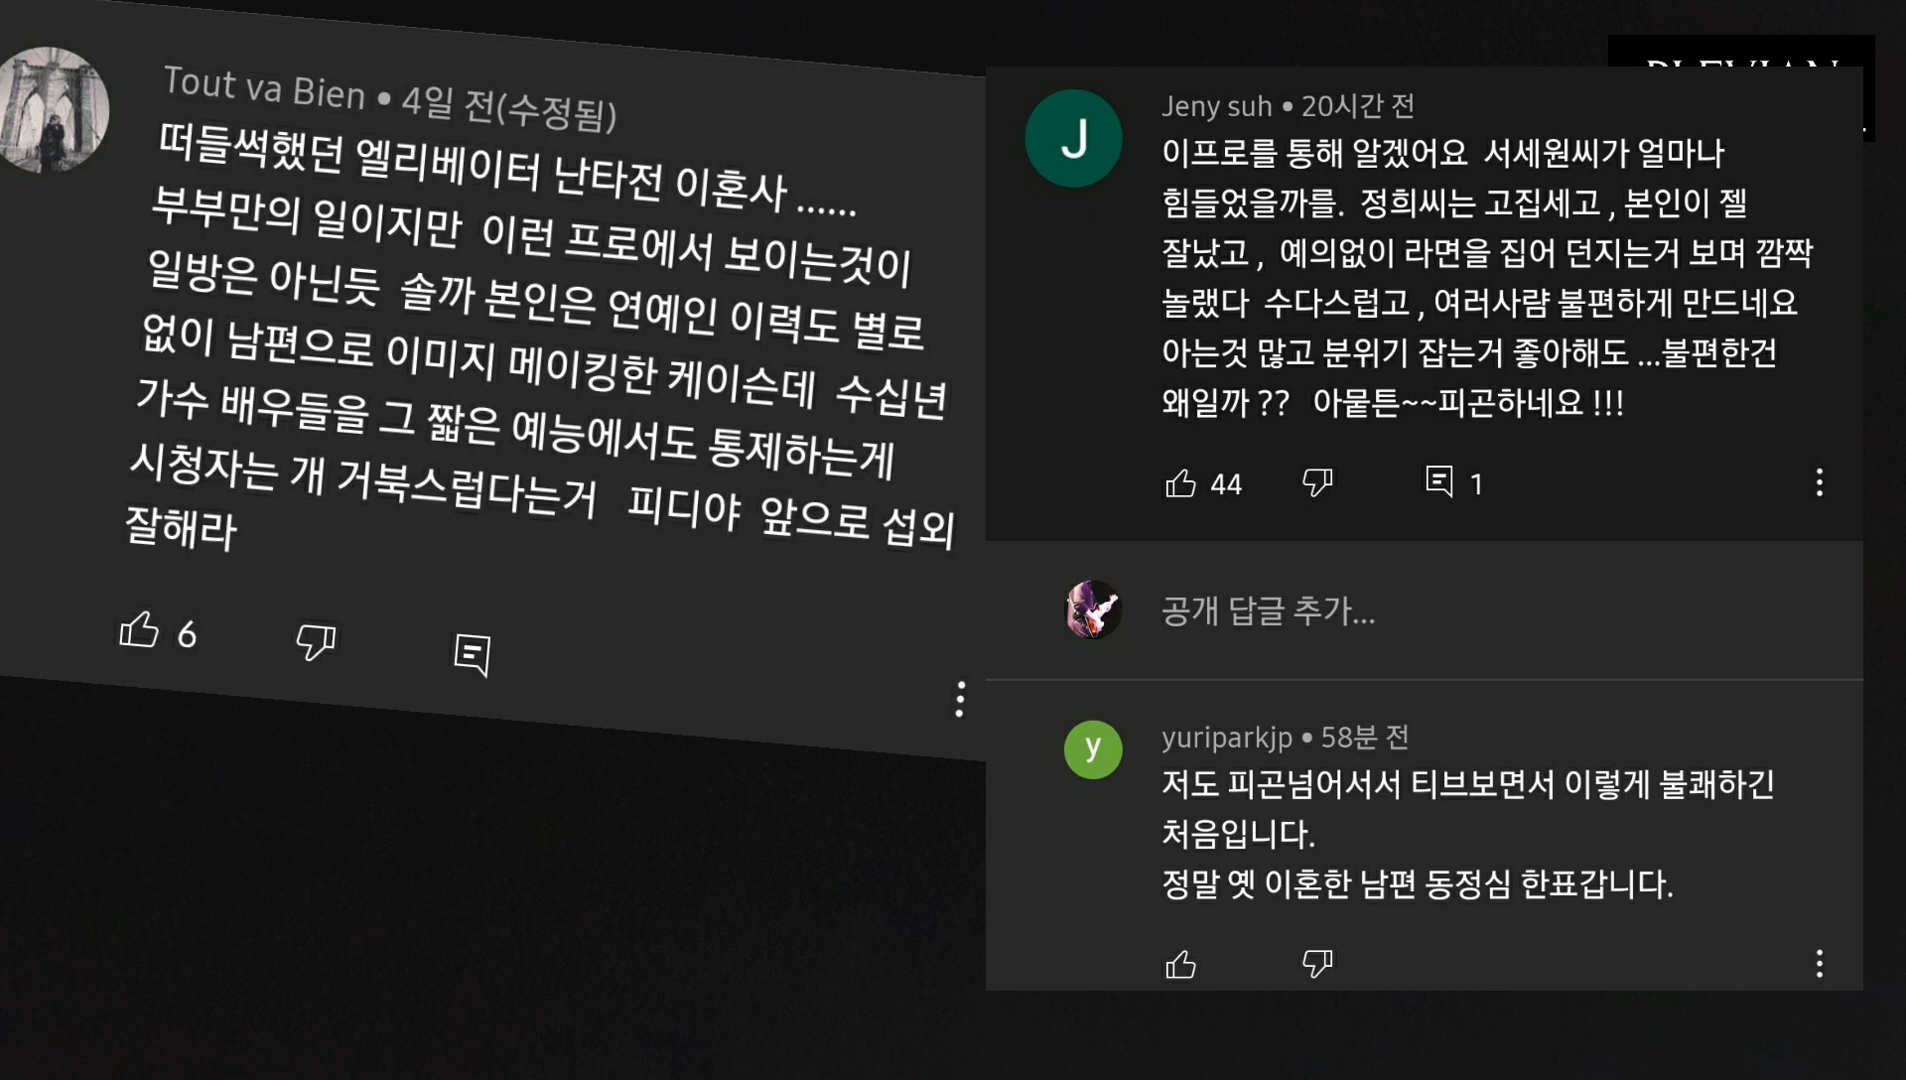 Tout va Bien • 4일 전(수정됨)
떠들썩했던 엘리베이터 난타전 이혼사 ......
부부만의 일이지만 이런 프로에서 보이는것이
일방은 아닌듯 솔까 본인은 연예인 이력도 별로
없이 남편으로 이미지 메이킹한 케이슨데 수십년
가수 배우들을 그 짧은 예능에서도 통제하는게
시청자는 개 거북스럽다는거 피디야 앞으로 섭외
잘해라
6
Jeny suh • 20시간 전
이프로를 통해 알겠어요 서세원씨가 얼마나
힘들었을까를. 정희씨는 고집세고 , 본인이 젤
잘났고 , 예의없이 라면을 집어 던지는거 보며 깜짝
놀랬다 수다스럽고 , 여러사람 불편하게 만드네요
아는것 많고 분위기 잡는거 좋아해도 ...불편한건
왜일까 ?? 아뭍튼~~피곤하네요 !!!
44 1
공개 답글 추가...
yuriparkjp • 58분 전
저도 피곤넘어서서 티브보면서 이렇게 불쾌하긴
처음입니다.
정말 옛 이혼한 남편 동정심 한표갑니다.